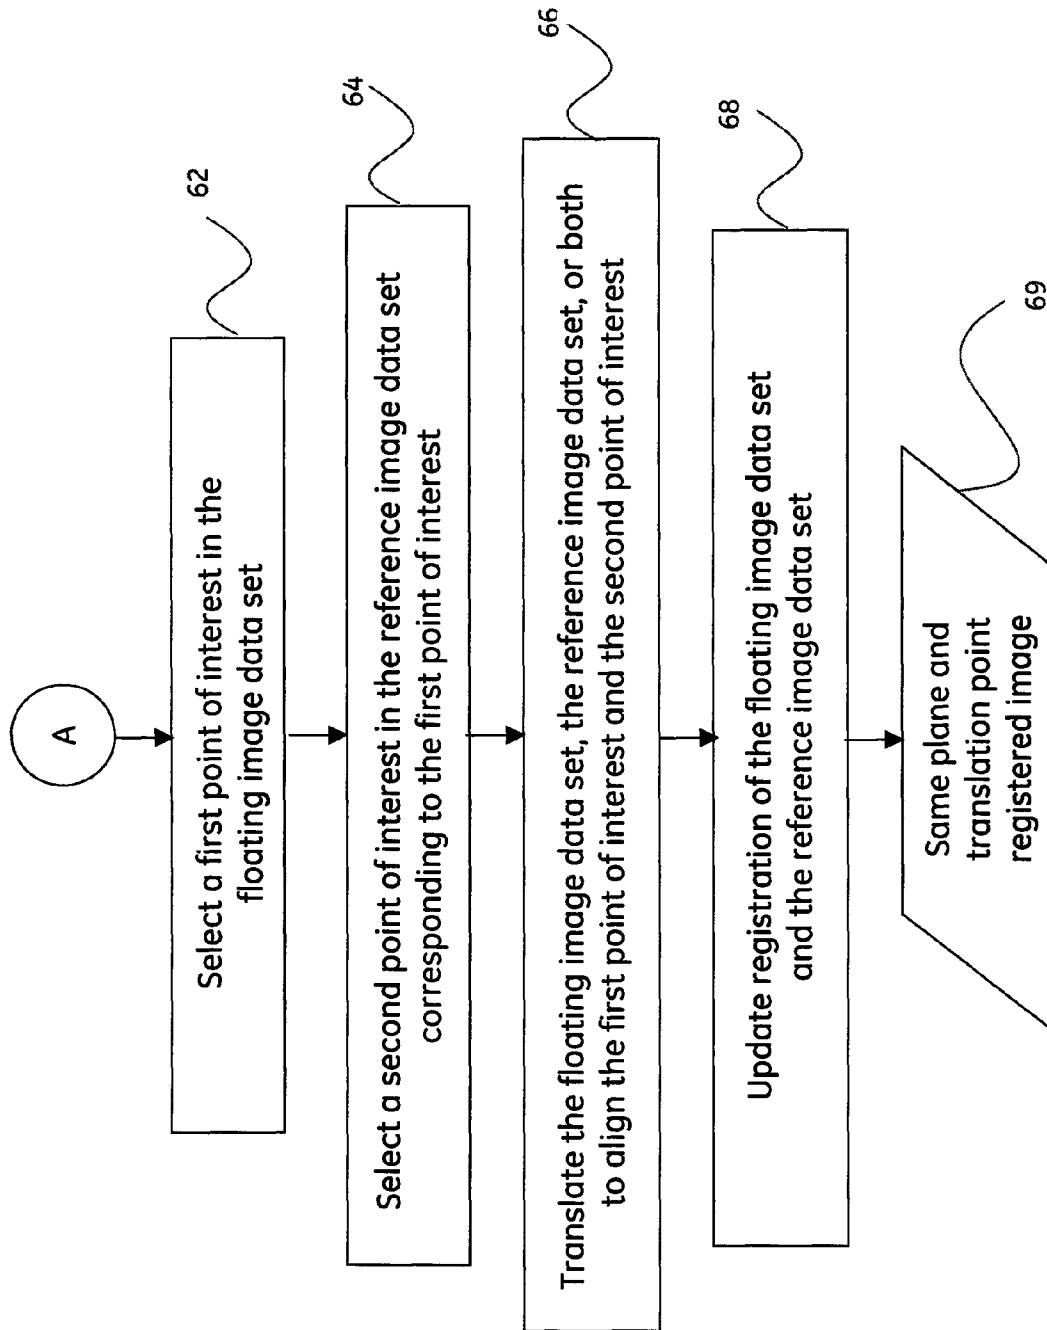 A
Select a first point of interest in the
floating image data set
62
Select a second point of interest in the reference image data set
corresponding to the first point of interest
64
Translate the floating image data set, the reference image data set, or both
to align the first point of interest and the second point of interest
66
Update registration of the floating image data set
and the reference image data set
68
Same plane and
translation point
registered image
69